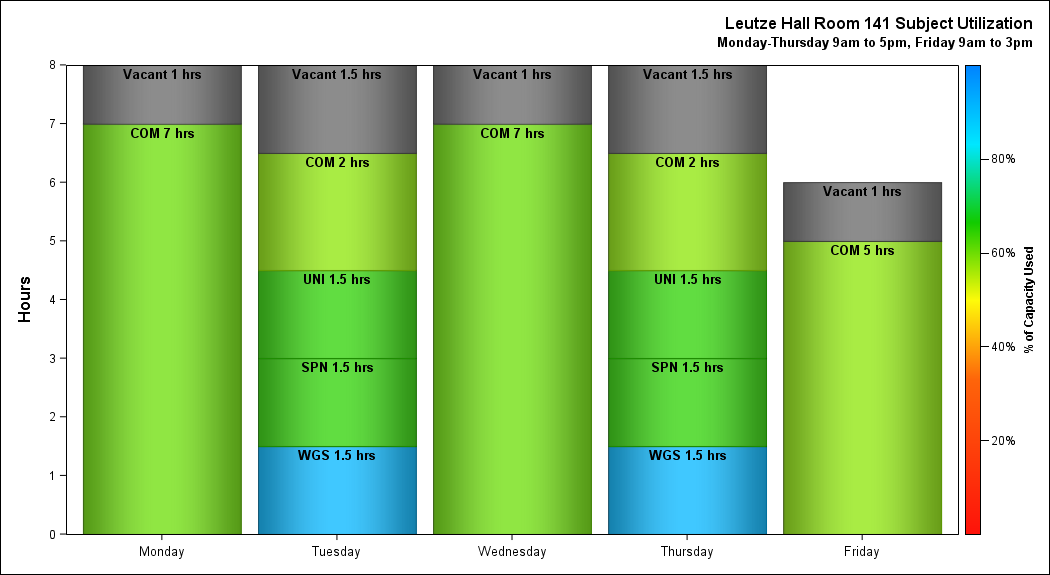 Leutze Hall Room 141 Subject Utilization
Monday-Thursday 9am to 5pm, Friday 9am to 3pm
Hours
8
7
6
5
4
3
2
1
0
Vacant 1 hrs
COM 7 hrs
Vacant 1.5 hrs
COM 2 hrs
UNI 1.5 hrs
SPN 1.5 hrs
WGS 1.5 hrs
Vacant 1 hrs
COM 7 hrs
Vacant 1.5 hrs
COM 2 hrs
UNI 1.5 hrs
SPN 1.5 hrs
WGS 1.5 hrs
Vacant 1 hrs
COM 5 hrs
Monday
Tuesday
Wednesday
Thursday
Friday
80%
60%
40%
20%
% of Capacity Used